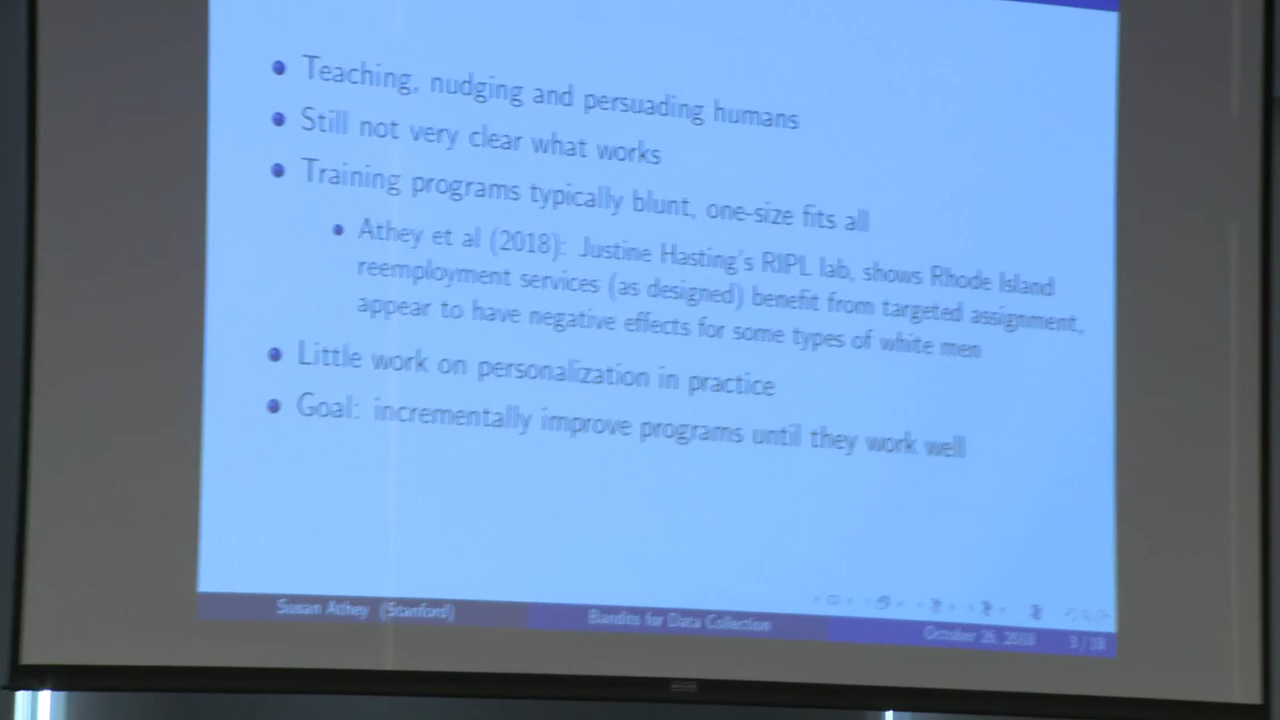 Teaching, nudging and persuading humans
Still not very clear what works
Training programs typically blunt, one-size fits all
Athey et al (2018): Justine Hasting's RIPL lab, shows Rhode Island
reemployment services (as designed) benefit from targeted assignment,
appear to have negative effects for some types of white men
Little work on personalization in practice
Goal: incrementally improve programs until they work well
Susan Athey (Stanford)
Bandits for Data Collection
October 26, 2018
3 / 18